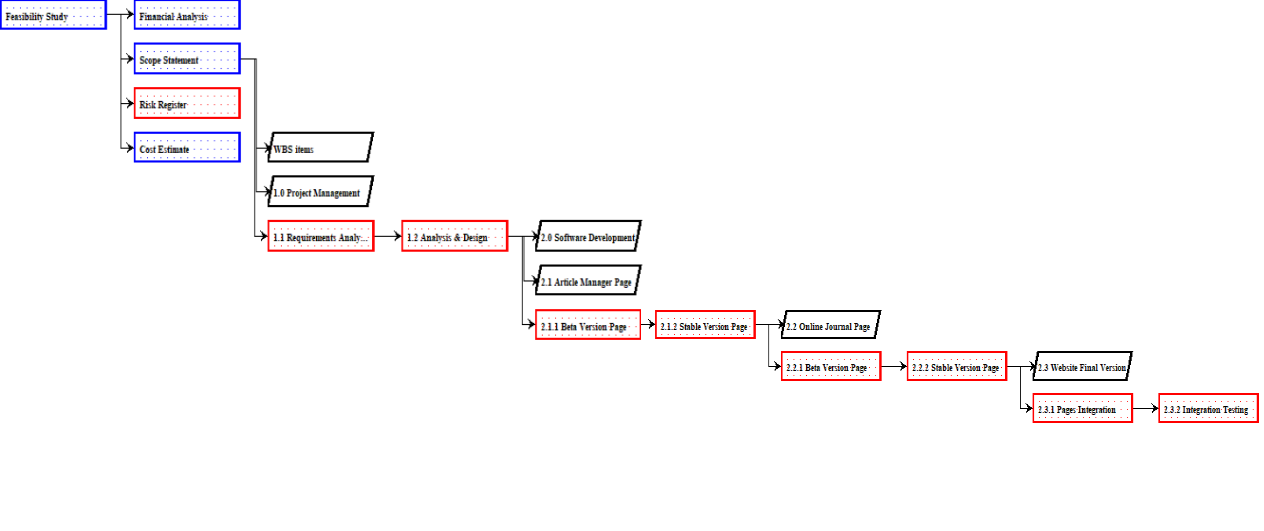 Feasibility Study
Financial Analysis
Scope Statement
Risk Register
Cost Estimate
WBS items
1.0 Project Management
1.1 Requirements Analy...
1.2 Analysis & Design
2.0 Software Development
2.1 Article Manager Page
2.1.1 Beta Version Page
2.1.2 Stable Version Page
2.2 Online Journal Page
2.2.1 Beta Version Page
2.2.2 Stable Version Page
2.3 Website Final Version
2.3.1 Pages Integration
2.3.2 Integration Testing